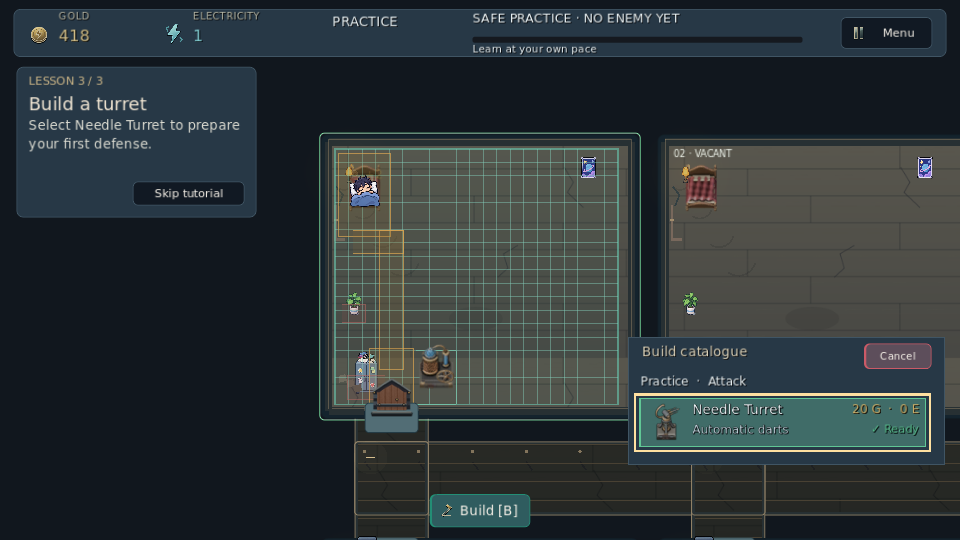 GOLD
418
ELECTRICITY
1
PRACTICE
SAFE PRACTICE · NO ENEMY YET
Learn at your own pace
Menu
LESSON 3 / 3
Build a turret
Select Needle Turret to prepare
your first defense.
Skip tutorial
02 · VACANT
Build catalogue
Cancel
Practice · Attack
Needle Turret
20 G · 0 E
Automatic darts
✓ Ready
Build [B]